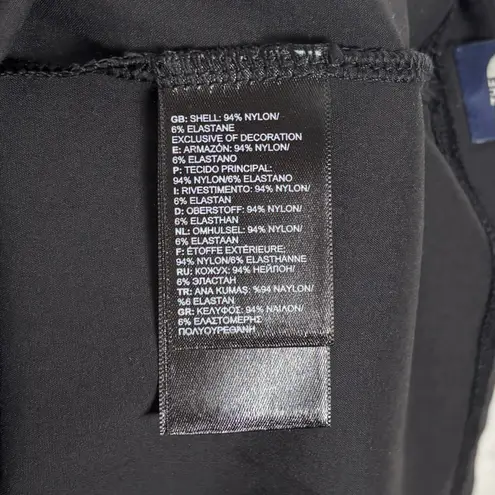 GB: SHELL: 94% NYLON/
6% ELASTANE
EXCLUSIVE OF DECORATION
E: ARMAZÓN: 94% NYLON/
6% ELASTANO
P: TECIDO PRINCIPAL:
94% NYLON/6% ELASTANO
I: RIVESTIMENTO: 94% NYLON/
6% ELASTAN
D: OBERSTOFF: 94% NYLON/
6% ELASTHAN
NL: OMHULSEL: 94% NYLON/
6% ELASTAAN
F: ÉTOFFE EXTÉRIEURE:
94% NYLON/6% ELASTHANNE
RU: КОЖУХ: 94% НЕЙЛОН/
6% ЭЛАСТАН
TR: ANA KUMAŞ: %94 NAYLON/
%6 ELASTAN
GR: ΚΕΛΥΦΟΣ: 94% ΝΑΙΛΟΝ/
6% ΕΛΑΣΤΟΜΕΡΗΣ
ΠΟΛΥΟΥΡΕΘΑΝΗ